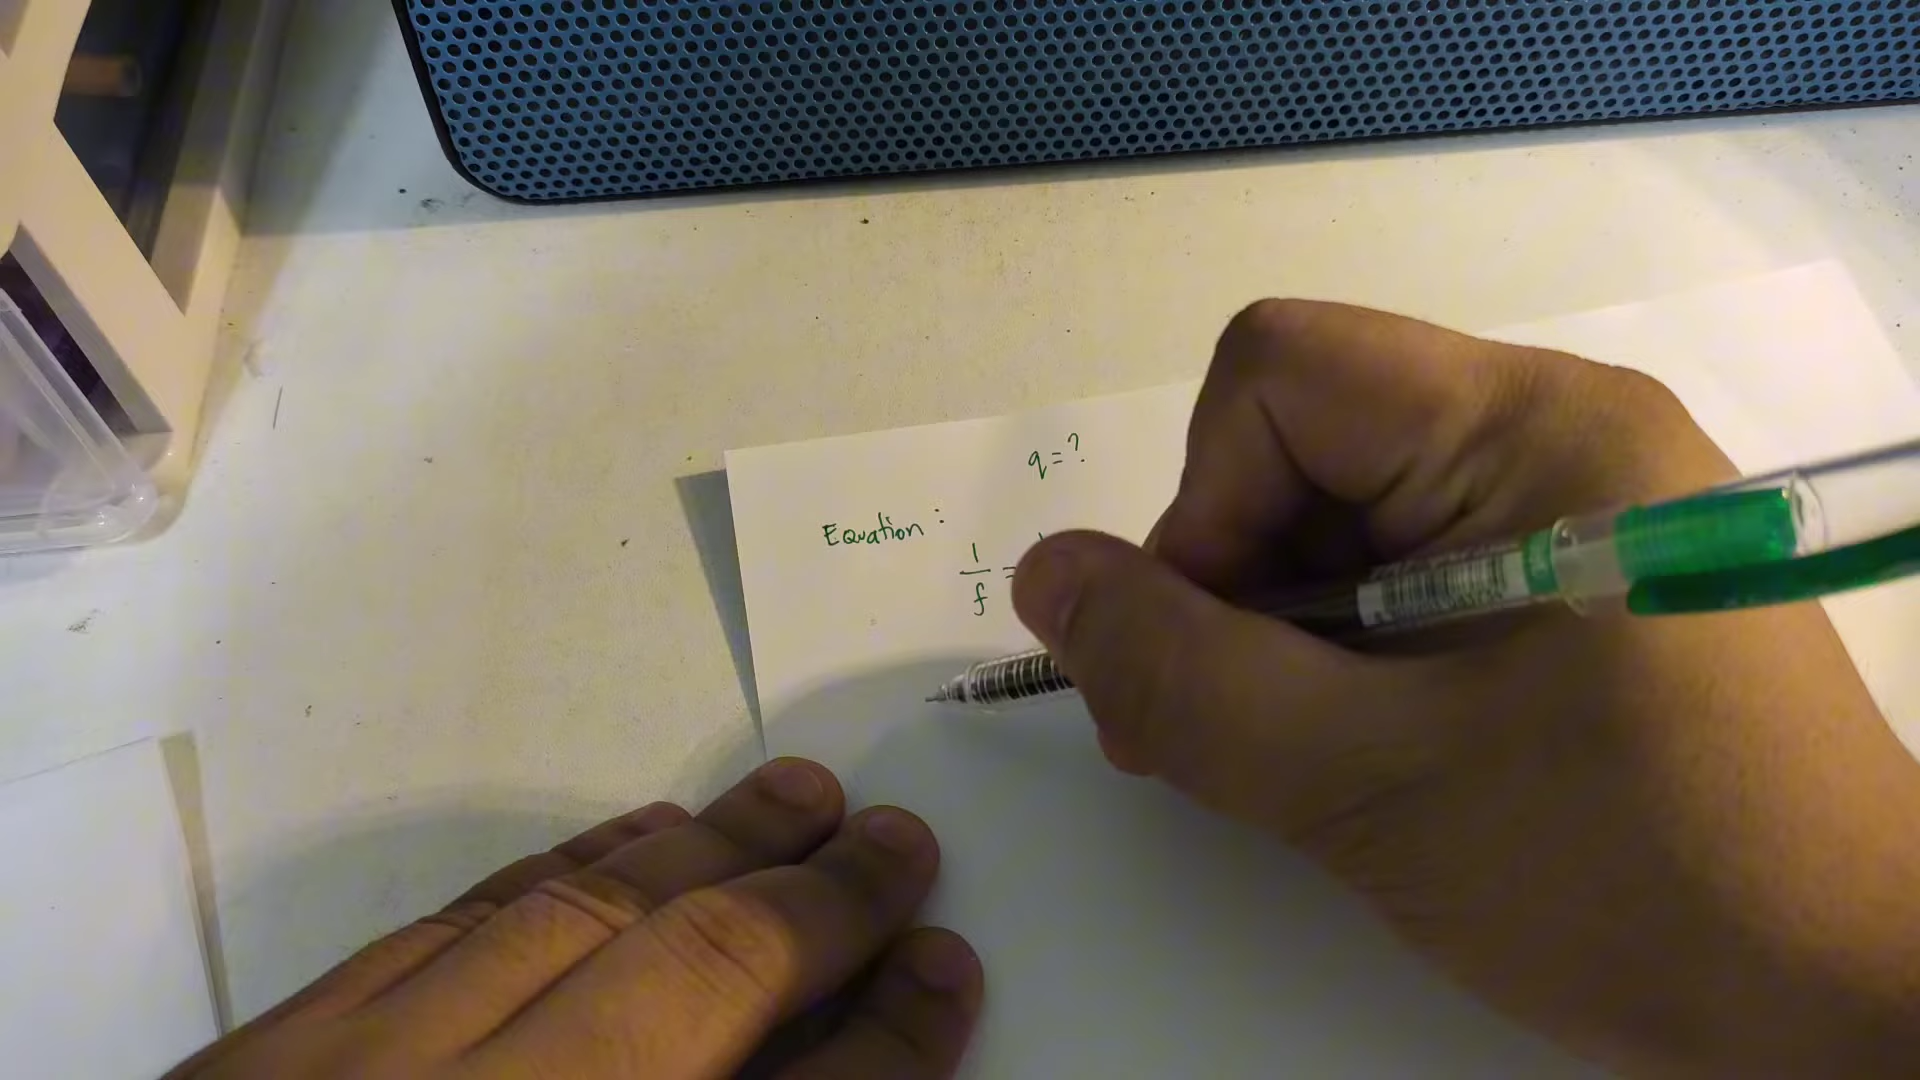 q = ?
Equation :
1/f =